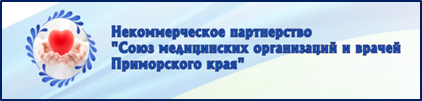 Некоммерческое партнерство
"Союз медицинских организаций и врачей
Приморского края"